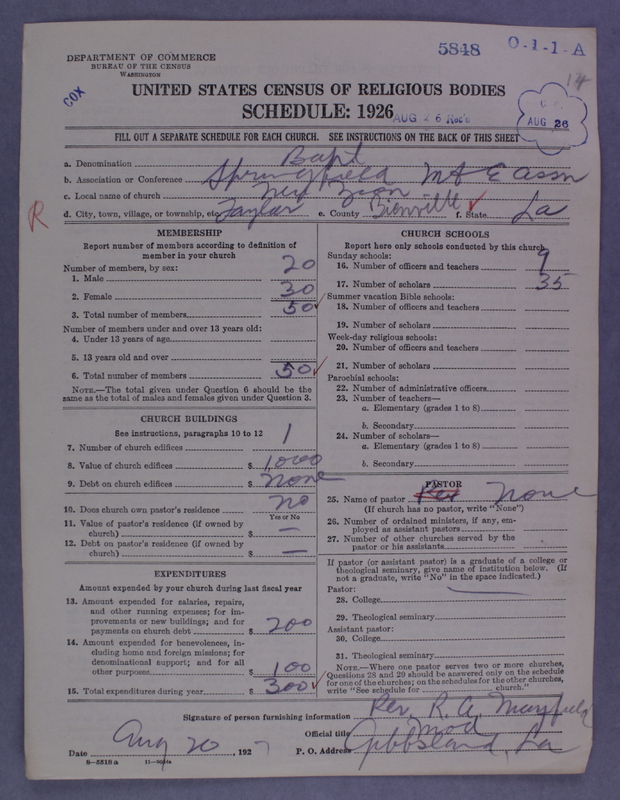 5848 O-1-1-A
DEPARTMENT OF COMMERCE
BUREAU OF THE CENSUS
WASHINGTON
COX
14
UNITED STATES CENSUS OF RELIGIOUS BODIES
SCHEDULE: 1926
AUG 26 Rec'd
AUG 26
FILL OUT A SEPARATE SCHEDULE FOR EACH CHURCH. SEE INSTRUCTIONS ON THE BACK OF THIS SHEET
a. Denomination Bapt
b. Association or Conference Springfield Mt E Assn
c. Local name of church New Zion
R
d. City, town, village, or township, etc. Taylor e. County Bienville f. State La
MEMBERSHIP
Report number of members according to definition of
member in your church
Number of members, by sex:
1. Male 20
2. Female 30
3. Total number of members 50
Number of members under and over 13 years old:
4. Under 13 years of age
5. 13 years old and over
6. Total number of members 50
NOTE.—The total given under Question 6 should be the
same as the total of males and females given under Question 3.
CHURCH BUILDINGS
See instructions, paragraphs 10 to 12
7. Number of church edifices 1
8. Value of church edifices $ 1,000
9. Debt on church edifices $ none
10. Does church own pastor's residence no
Yes or No
11. Value of pastor's residence (if owned by
church) $ —
12. Debt on pastor's residence (if owned by
church) $ —
EXPENDITURES
Amount expended by your church during last fiscal year
13. Amount expended for salaries, repairs,
and other running expenses; for im-
provements or new buildings; and for
payments on church debt $ 200
14. Amount expended for benevolences, in-
cluding home and foreign missions; for
denominational support; and for all
other purposes $ 100
15. Total expenditures during year $ 300
CHURCH SCHOOLS
Report here only schools conducted by this church
Sunday schools:
16. Number of officers and teachers 9
17. Number of scholars 35
Summer vacation Bible schools:
18. Number of officers and teachers
19. Number of scholars
Week-day religious schools:
20. Number of officers and teachers
21. Number of scholars
Parochial schools:
22. Number of administrative officers
23. Number of teachers—
a. Elementary (grades 1 to 8)
b. Secondary
24. Number of scholars—
a. Elementary (grades 1 to 8)
b. Secondary
PASTOR
25. Name of pastor Rev None
(If church has no pastor, write "None")
26. Number of ordained ministers, if any, em-
ployed as assistant pastors
27. Number of other churches served by the
pastor or his assistants
If pastor (or assistant pastor) is a graduate of a college or
theological seminary, give name of institution below. (If
not a graduate, write "No" in the space indicated.)
Pastor:
28. College
29. Theological seminary
Assistant pastor:
30. College
31. Theological seminary
NOTE.—Where one pastor serves two or more churches,
Questions 28 and 29 should be answered only on the schedule
for one of the churches; on the schedules for the other churches,
write "See schedule for church."
Signature of person furnishing information Rev. R. A. Mayfield
Official title Mod
Date Aug 20, 1927 P. O. Address Gibbsland, La
8—5518a